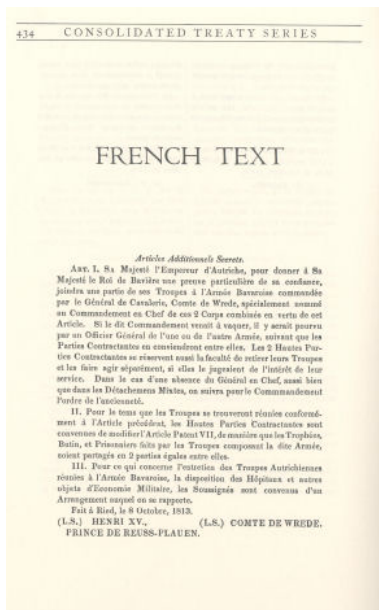 434 CONSOLIDATED TREATY SERIES
FRENCH TEXT
Articles Additionnels Secrets.
ART. I. Sa Majesté l'Empereur d'Autriche, pour donner à Sa
Majesté le Roi de Bavière une preuve particulière de sa confiance,
joindra une partie de ses Troupes à l'Armée Bavaroise commandée
par le Général de Cavalerie, Comte de Wrede, spécialement nommé
au Commandement en Chef de ces 2 Corps combinés en vertu de cet
Article. Si le dit Commandement venait à vaquer, il y serait pourvu
par un Officier Général de l'une ou de l'autre Armée, suivant que les
Parties Contractantes en conviendront entre elles. Les 2 Hautes Par-
ties Contractantes se réservent aussi la faculté de retirer leurs Troupes
et les faire agir séparément, si elles le jugeaient de l'intérêt de leur
service. Dans le cas d'une absence du Général en Chef, aussi bien
que dans les Détachemens Mixtes, on suivra pour le Commandement
l'ordre de l'ancienneté.
II. Pour le tems que les Troupes se trouveront réunies conformé-
ment à l'Article précédent, les Hautes Parties Contractantes sont
convenues de modifier l'Article Patent VII, de manière que les Trophées,
Butin, et Prisonniers faits par les Troupes composant la dite Armée,
soient partagés en 2 parties égales entre elles.
III. Pour ce qui concerne l'entretien des Troupes Autrichiennes
réunies à l'Armée Bavaroise, la disposition des Hôpitaux et autres
objets d'Economie Militaire, les Soussignés sont convenus d'un
Arrangement auquel on se rapporte.
Fait à Ried, le 8 Octobre, 1813.
(L.S.) HENRI XV., (L.S.) COMTE DE WREDE.
PRINCE DE REUSS-PLAUEN.